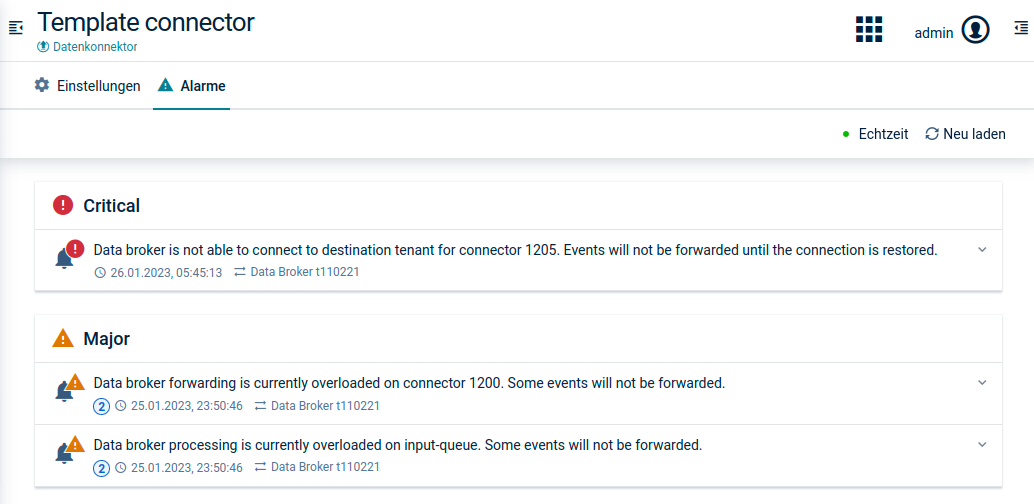 Template connector
Datenkonnektor
admin
Einstellungen
Alarme
Echtzeit
Neu laden
Critical
Data broker is not able to connect to destination tenant for connector 1205. Events will not be forwarded until the connection is restored.
26.01.2023, 05:45:13 Data Broker t110221
Major
Data broker forwarding is currently overloaded on connector 1200. Some events will not be forwarded.
2 25.01.2023, 23:50:46 Data Broker t110221
Data broker processing is currently overloaded on input-queue. Some events will not be forwarded.
2 25.01.2023, 23:50:46 Data Broker t110221